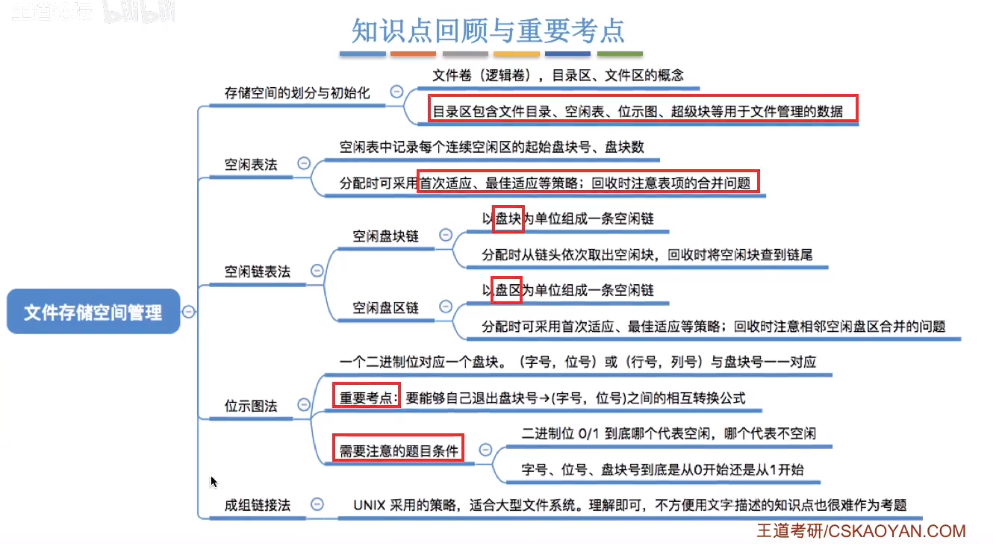 知识点回顾与重要考点
文件卷（逻辑卷），目录区、文件区的概念
存储空间的划分与初始化
目录区包含文件目录、空闲表、位示图、超级块等用于文件管理的数据
空闲表中记录每个连续空闲区的起始盘块号、盘块数
空闲表法
分配时可采用首次适应、最佳适应等策略；回收时注意表项的合并问题
以盘块为单位组成一条空闲链
空闲盘块链
分配时从链头依次取出空闲块，回收时将空闲块查到链尾
空闲链表法
以盘区为单位组成一条空闲链
空闲盘区链
分配时可采用首次适应、最佳适应等策略；回收时注意相邻空闲盘区合并的问题
文件存储空间管理
一个二进制位对应一个盘块。（字号，位号）或（行号，列号）与盘块号一一对应
位示图法
重要考点：要能够自己退出盘块号→(字号，位号)之间的相互转换公式
二进制位 0/1 到底哪个代表空闲，哪个代表不空闲
需要注意的题目条件
字号、位号、盘块号到底是从0开始还是从1开始
成组链接法
UNIX 采用的策略，适合大型文件系统。理解即可，不方便用文字描述的知识点也很难作为考题
王道考研/CSKAOYAN.COM
bilibili